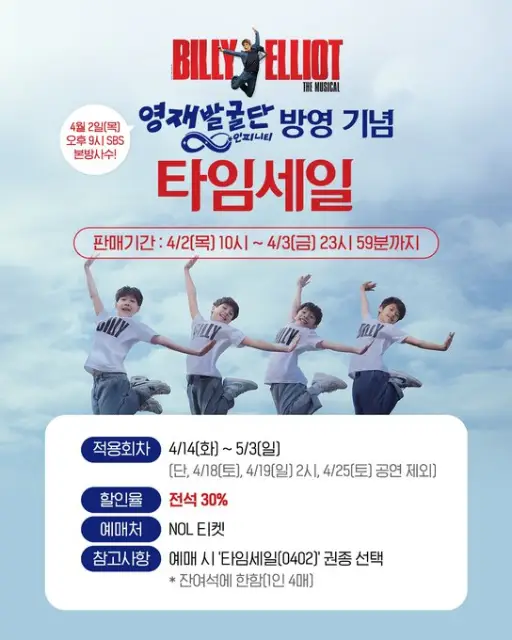 BILLY ELLIOT
THE MUSICAL
4월 2일(목)
오후 9시 SBS
본방사수!
영재발굴단 방영 기념
인피니티
타임세일
판매기간 : 4/2(목) 10시 ~ 4/3(금) 23시 59분까지
BILLY
BILLY
BILLY
BILLY
적용회차 4/14(화) ~ 5/3(일)
(단, 4/18(토), 4/19(일) 2시, 4/25(토) 공연 제외)
할인율 전석 30%
예매처 NOL 티켓
참고사항 예매 시 '타임세일(0402)' 권종 선택
* 잔여석에 한함(1인 4매)